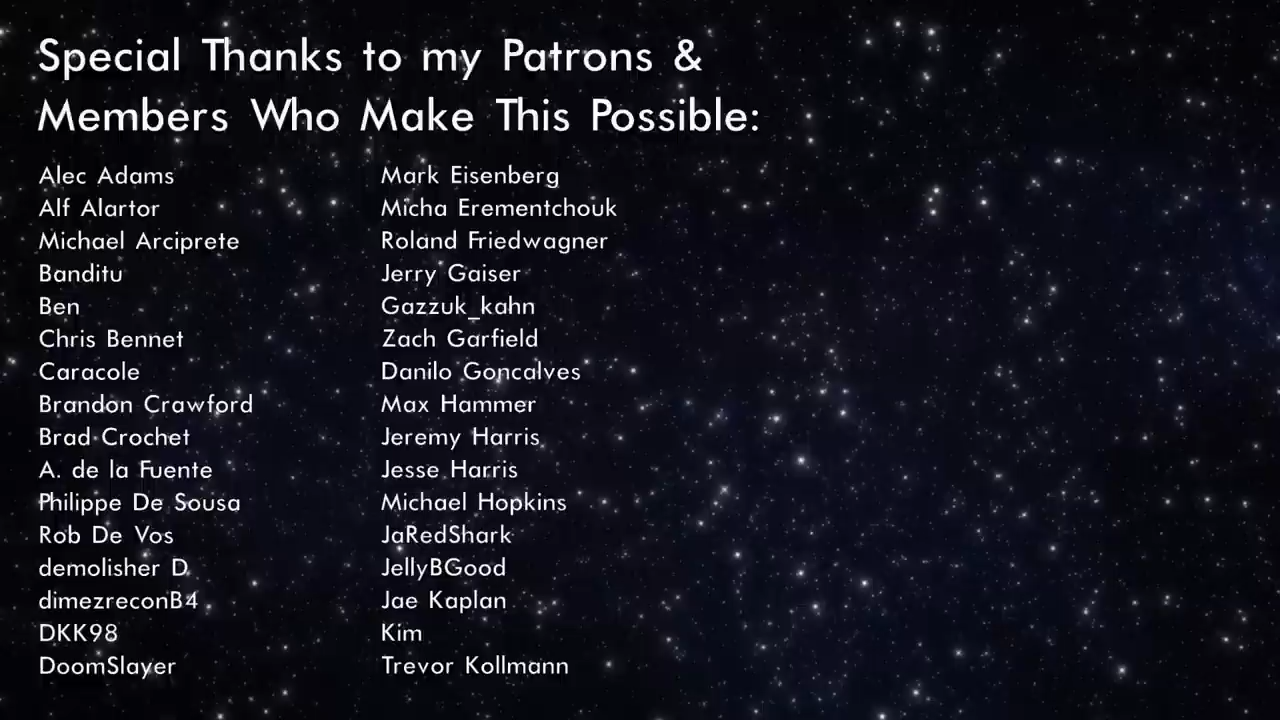 Special Thanks to my Patrons &
Members Who Make This Possible:
Alec Adams
Alf Alartor
Michael Arciprete
Banditu
Ben
Chris Bennet
Caracole
Brandon Crawford
Brad Crochet
A. de la Fuente
Philippe De Sousa
Rob De Vos
demolisher D
dimezreconB4
DKK98
DoomSlayer
Mark Eisenberg
Micha Erementchouk
Roland Friedwagner
Jerry Gaiser
Gazzuk_kahn
Zach Garfield
Danilo Goncalves
Max Hammer
Jeremy Harris
Jesse Harris
Michael Hopkins
JaRedShark
JellyBGood
Jae Kaplan
Kim
Trevor Kollmann